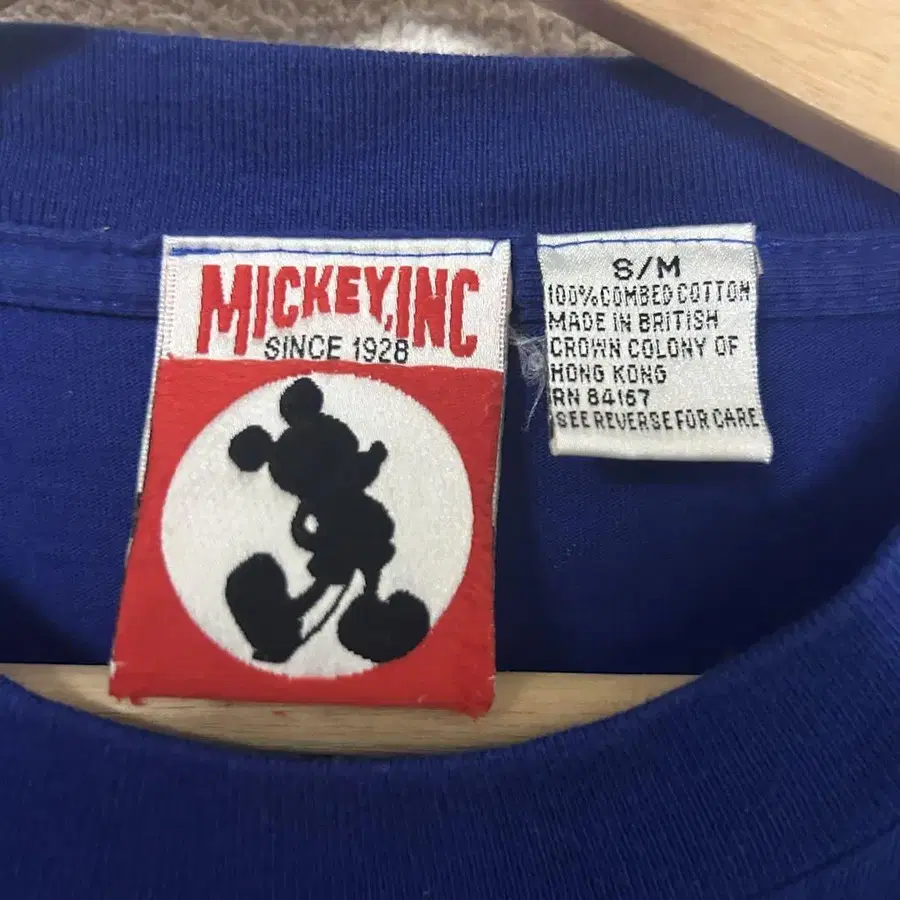 MICKEY, INC
SINCE 1928
S/M
100% COMBED COTTON
MADE IN BRITISH
CROWN COLONY OF
HONG KONG
RN 84167
SEE REVERSE FOR CARE